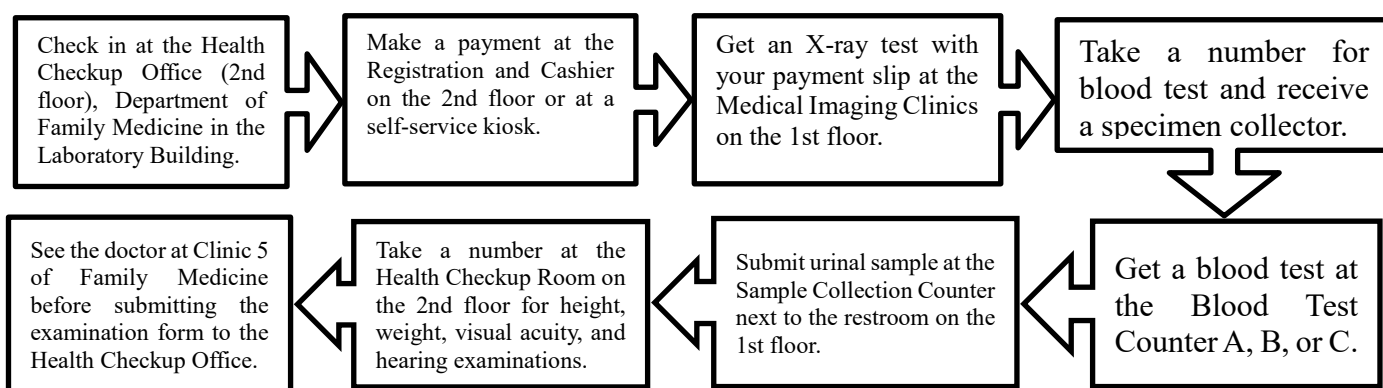 Check in at the Health
Checkup Office (2nd
floor), Department of
Family Medicine in the
Laboratory Building.
Make a payment at the
Registration and Cashier
on the 2nd floor or at a
self-service kiosk.
Get an X-ray test with
your payment slip at the
Medical Imaging Clinics
on the 1st floor.
Take a number for
blood test and receive
a specimen collector.
Get a blood test at
the Blood Test
Counter A, B, or C.
Submit urinal sample at the
Sample Collection Counter
next to the restroom on the
1st floor.
Take a number at the
Health Checkup Room on
the 2nd floor for height,
weight, visual acuity, and
hearing examinations.
See the doctor at Clinic 5
of Family Medicine
before submitting the
examination form to the
Health Checkup Office.